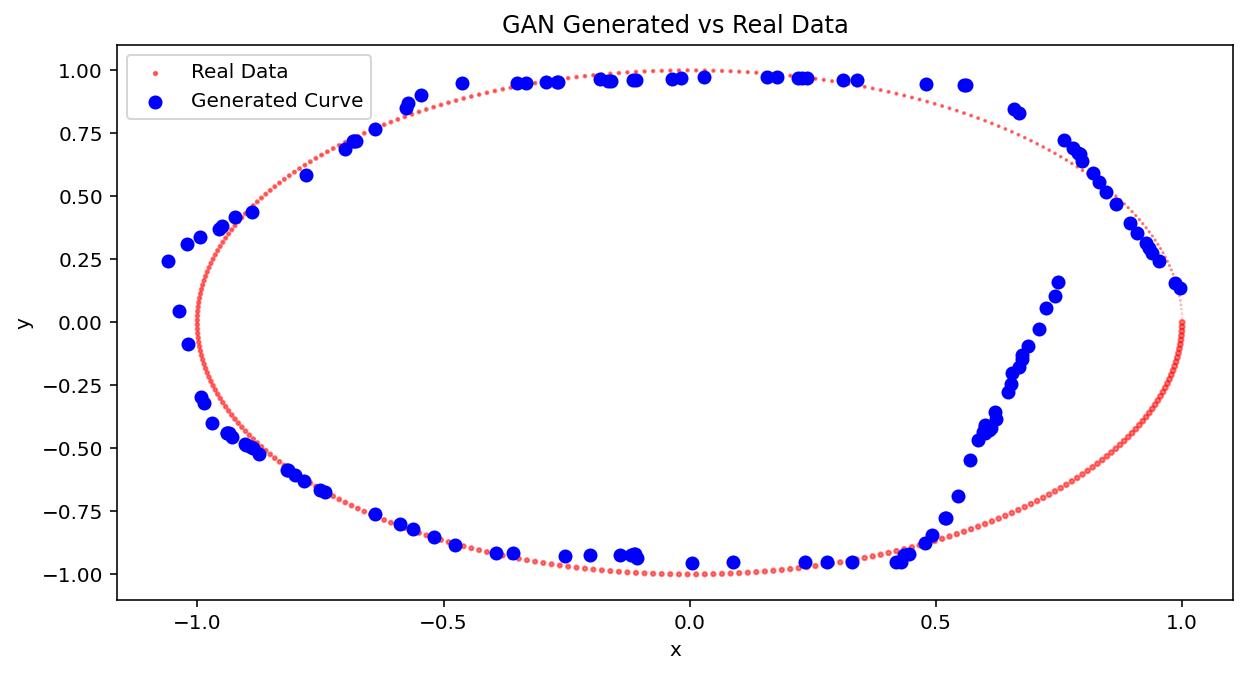 GAN Generated vs Real Data
Real Data
Generated Curve
1.00
0.75
0.50
0.25
0.00
−0.25
−0.50
−0.75
−1.00
y
−1.0 −0.5 0.0 0.5 1.0
x